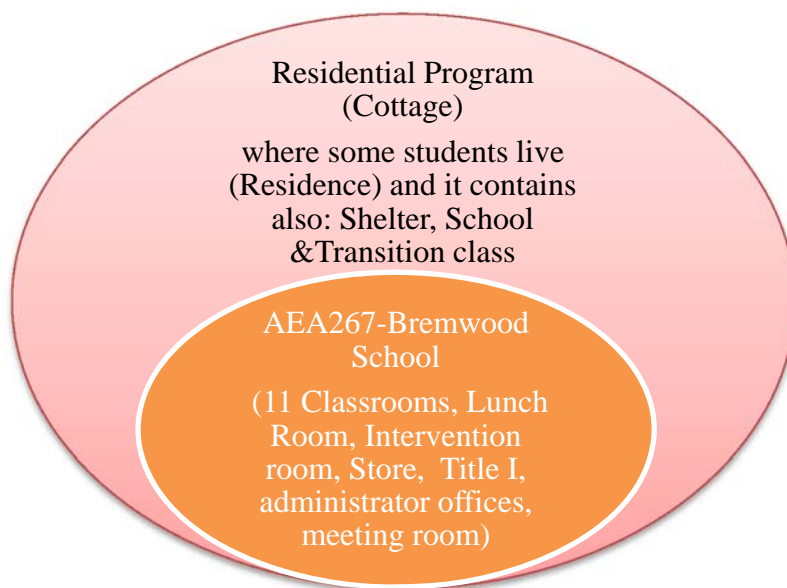 Residential Program
(Cottage)
where some students live
(Residence) and it contains
also: Shelter, School
&Transition class
AEA267-Bremwood
School
(11 Classrooms, Lunch
Room, Intervention
room, Store, Title I,
administrator offices,
meeting room)